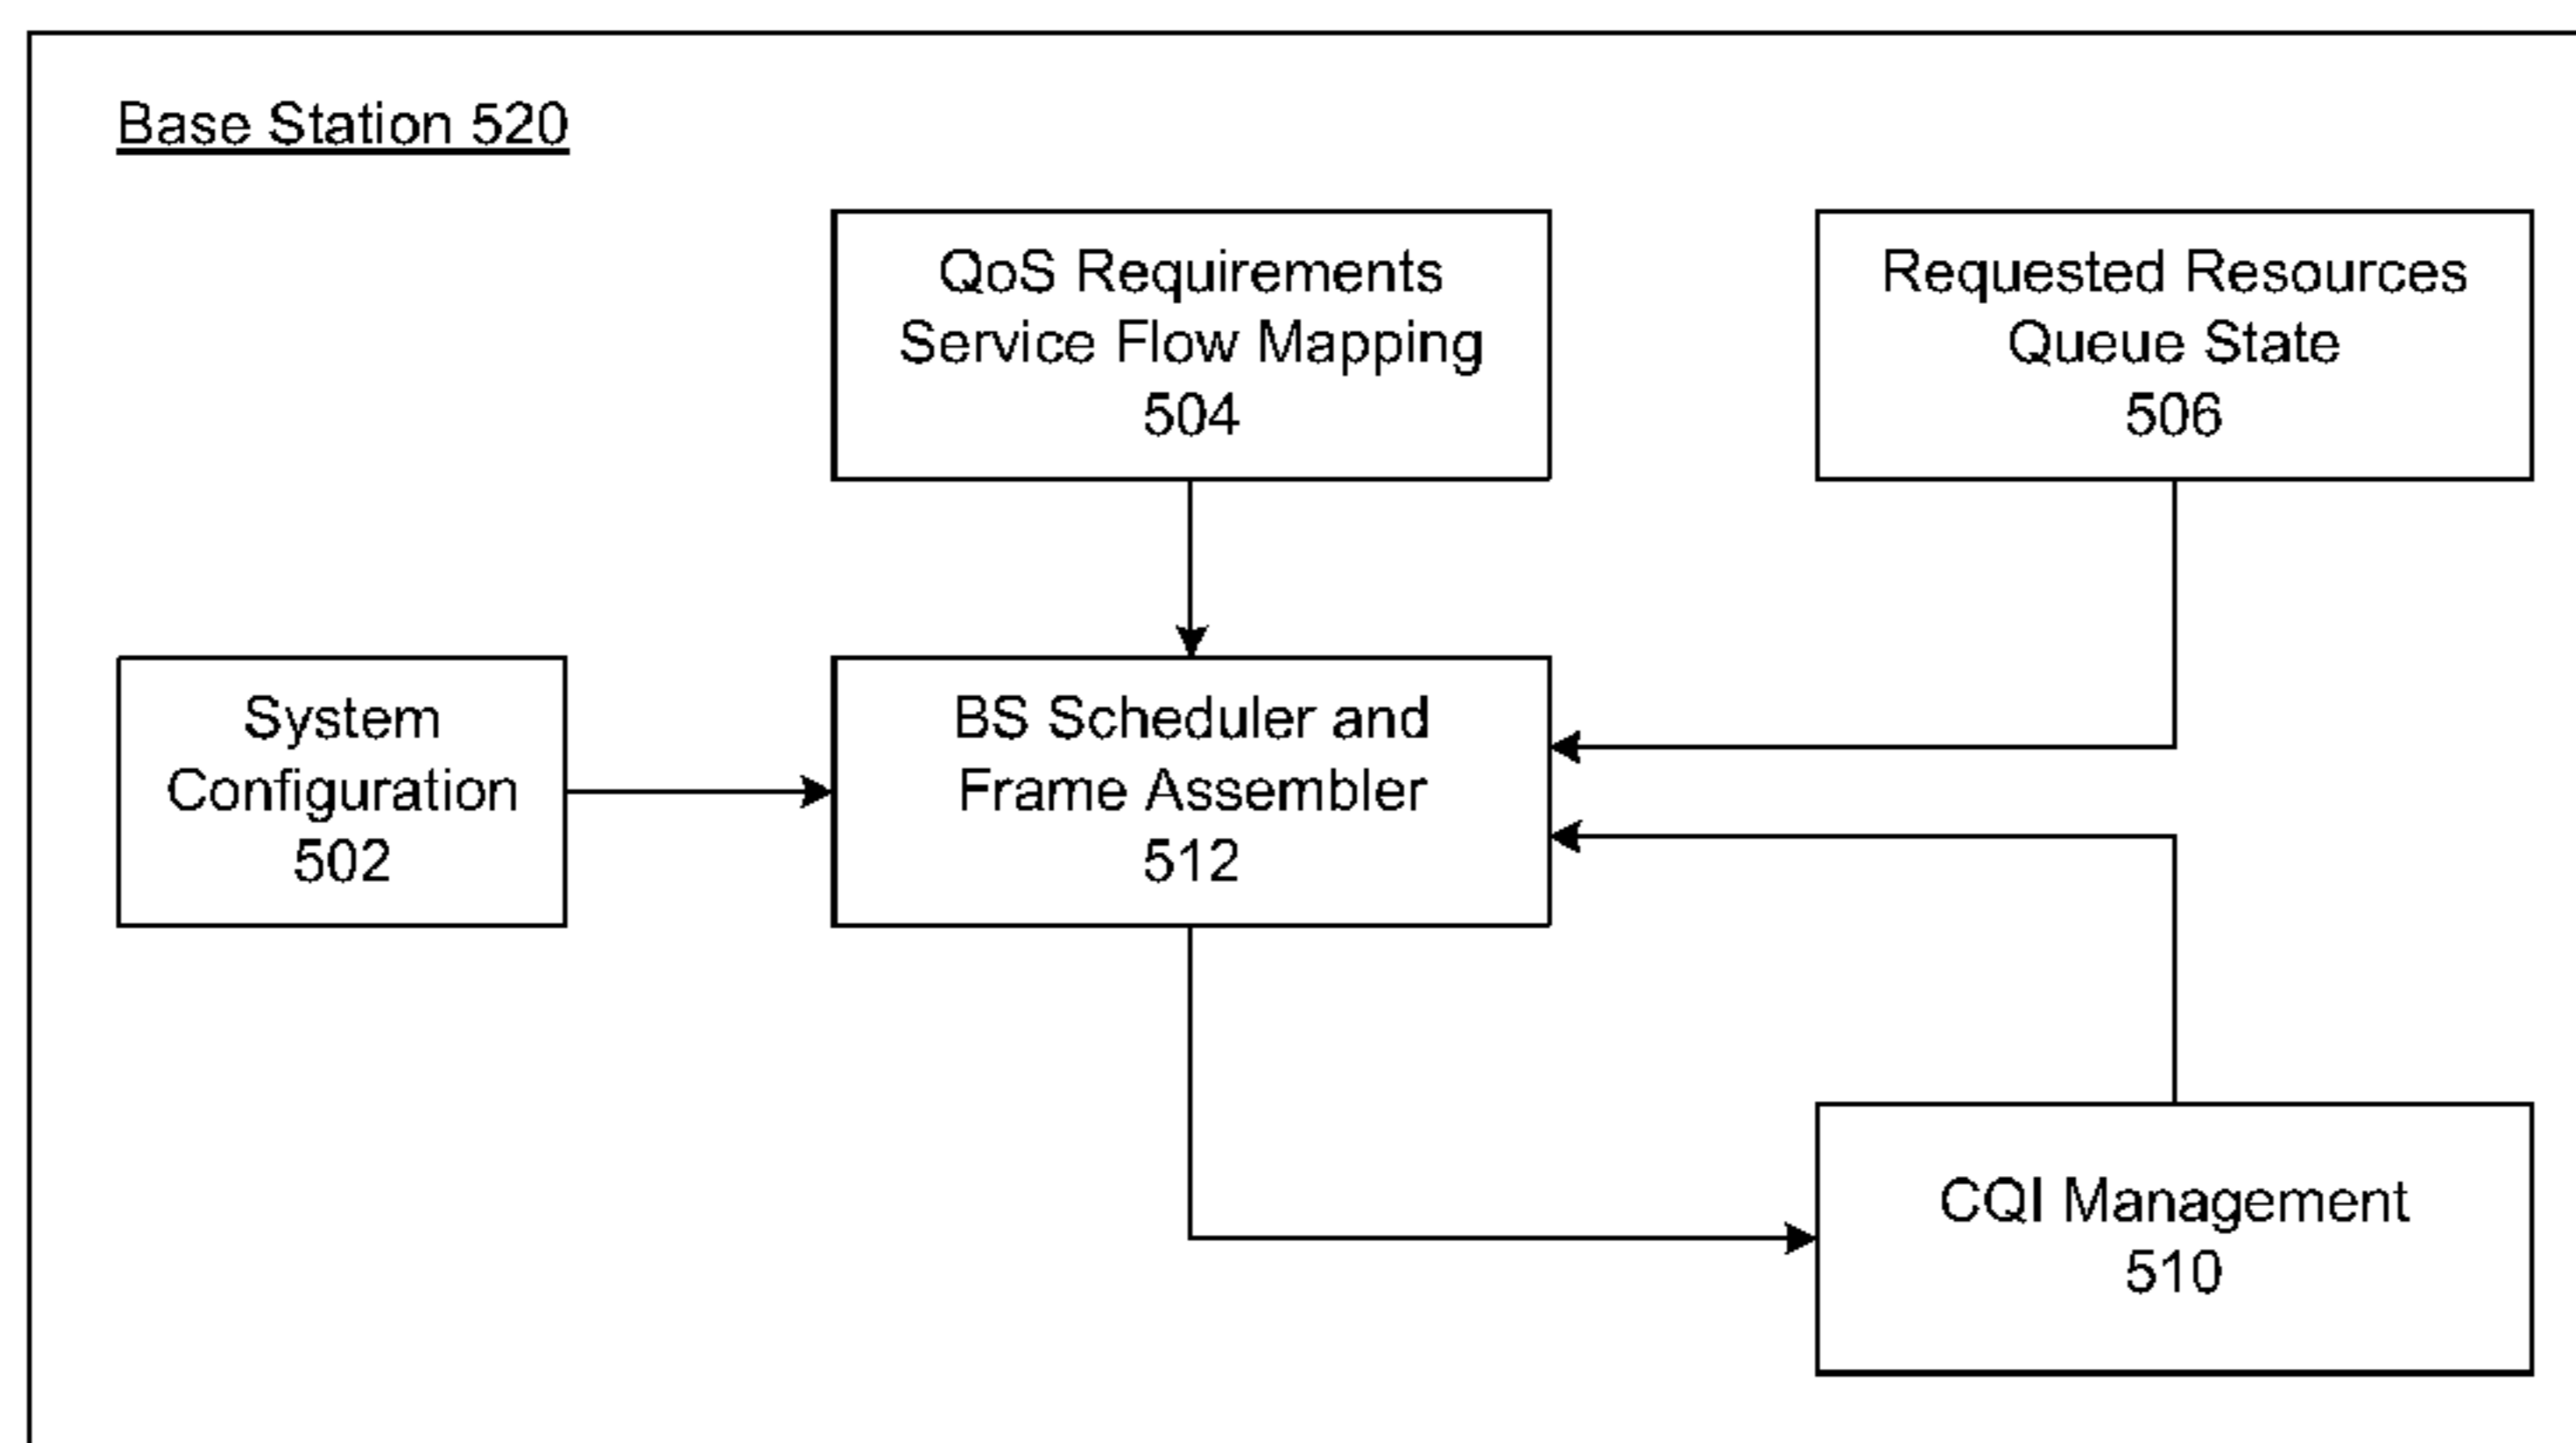 Base Station 520
QoS Requirements
Service Flow Mapping
504
Requested Resources
Queue State
506
System
Configuration
502
BS Scheduler and
Frame Assembler
512
CQI Management
510